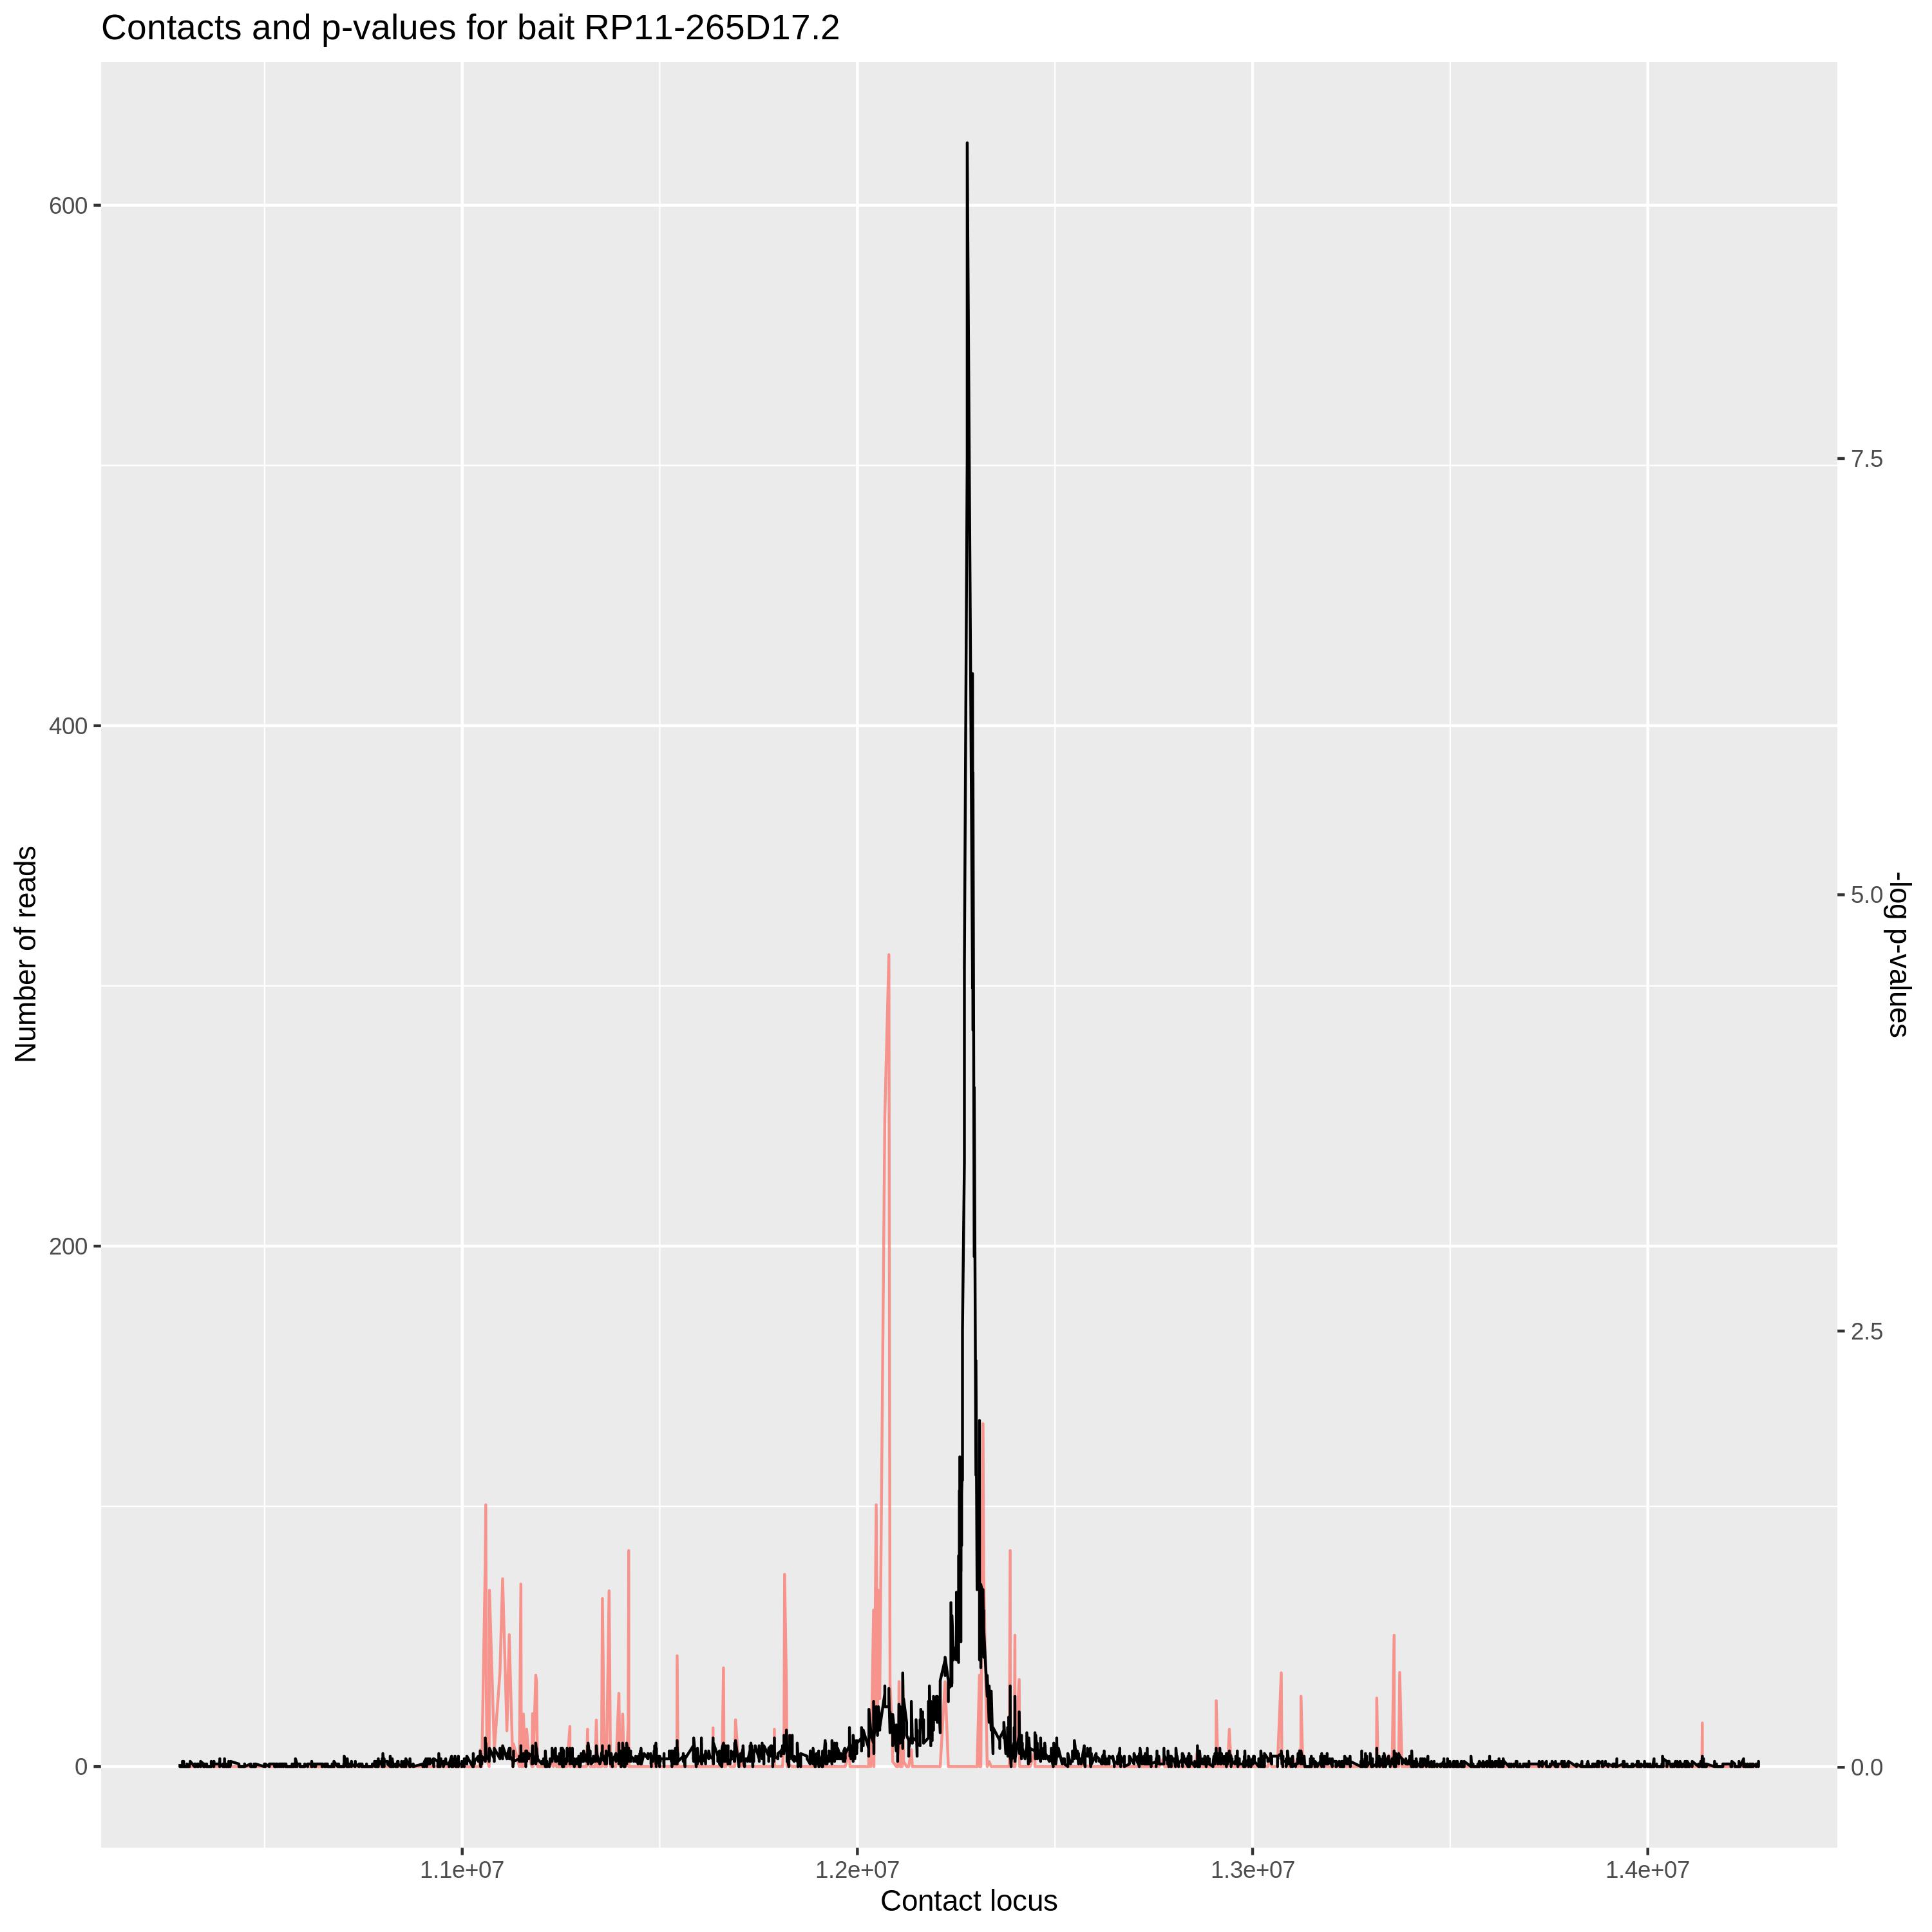 Contacts and p-values for bait RP11-265D17.2
600
400
200
0
Number of reads
7.5
5.0
2.5
0.0
-log p-values
1.1e+07
1.2e+07
1.3e+07
1.4e+07
Contact locus